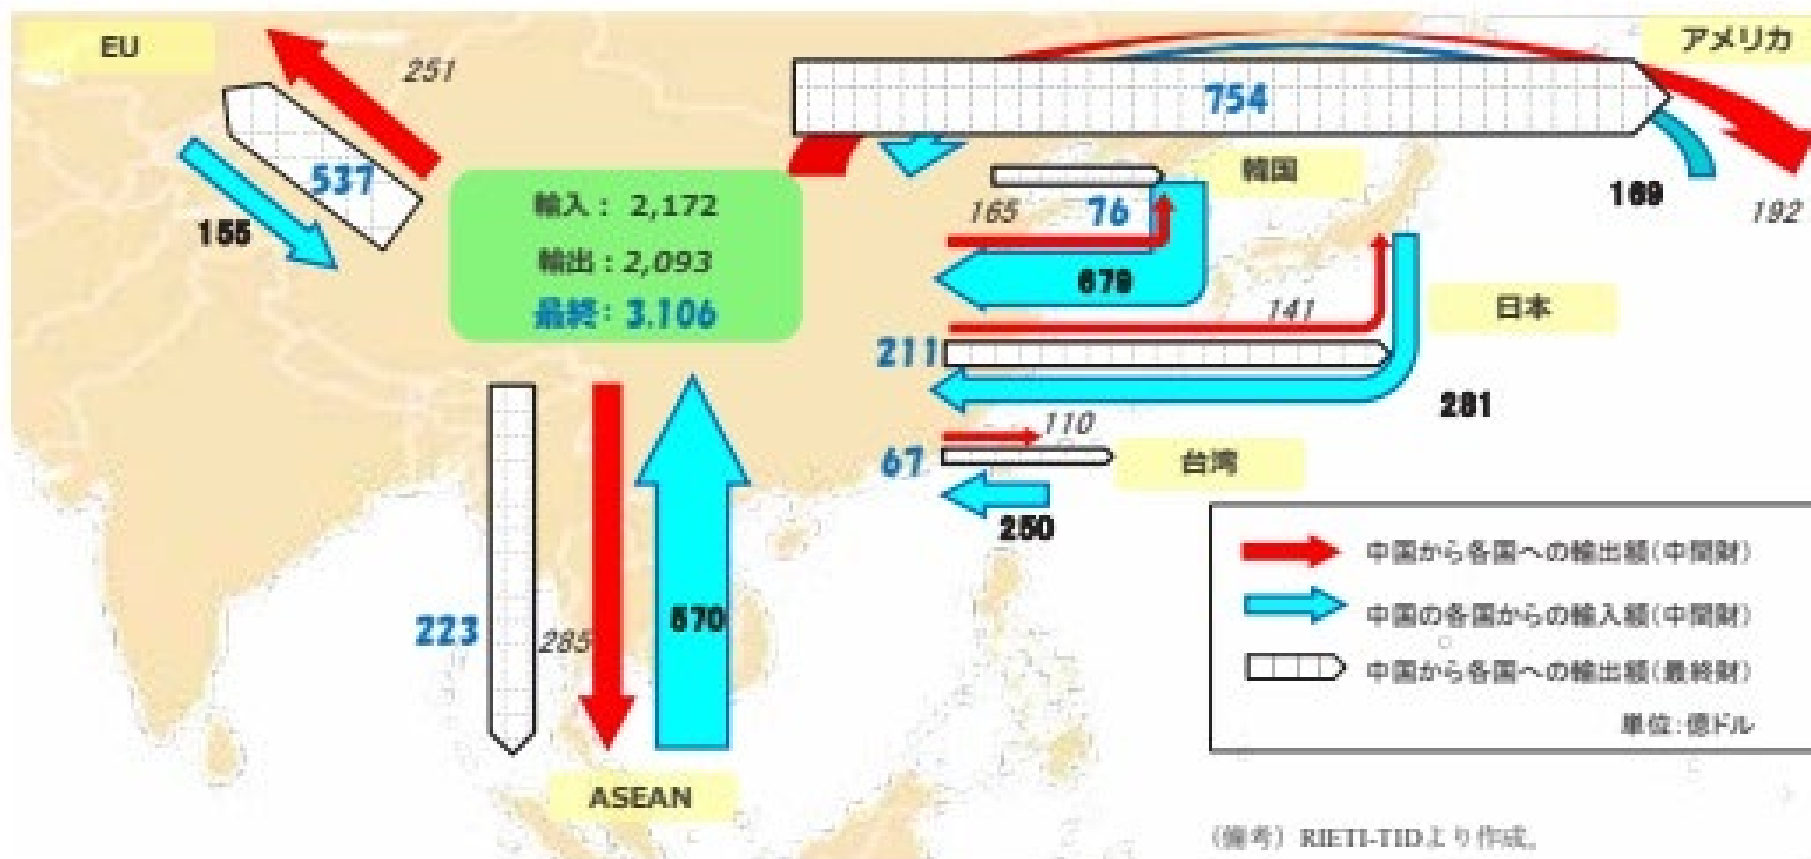 EU
251
アメリカ
754
537
155
輸入： 2,172
輸出：2,093
最終：3.106
韓国
165
76
169
192
679
日本
141
211
281
110
67
台湾
250
中国から各国への輸出額(中間財)
中国の各国からの輸入額(中間財)
中国から各国への輸出額(最終財)
単位:億ドル
223
285
570
ASEAN
(備考) RIETI-TIDより作成。